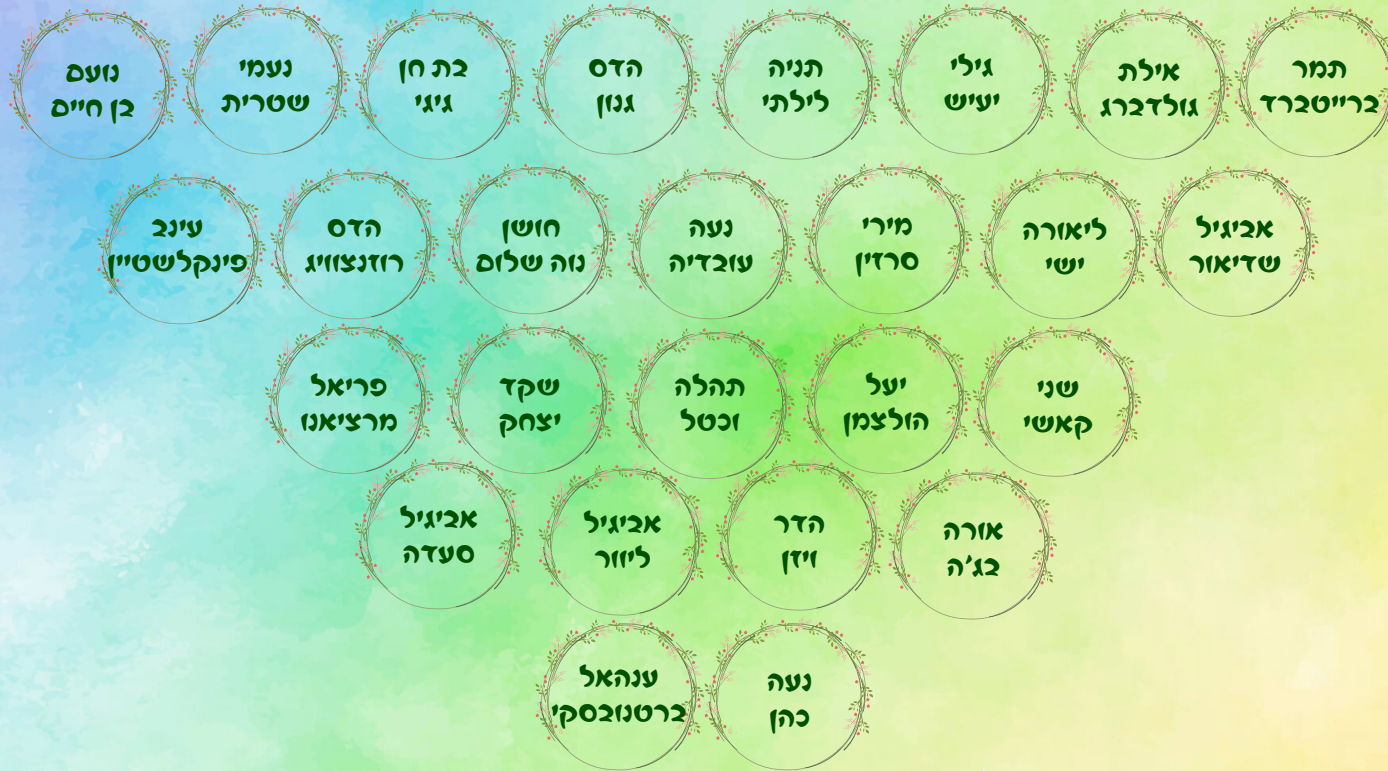 תמר
ברייטברד
אילת
גולדברג
גילי
יעיש
תניה
לילתי
הדס
גנון
בת חן
גיגי
נעמי
שטרית
נועם
בן חיים
אביגיל
שדיאור
ליאורה
ישי
מירי
סרזין
נעה
עובדיה
חושן
נוה שלום
הדס
רוזנצוויג
עינב
פינקלשטיין
שני
קאשי
יעל
הולצמן
תהלה
וכטל
שקד
יצחק
פריאל
מרציאנו
אורה
בג'ה
הדר
ויזן
אביגיל
ליוור
אביגיל
סעדה
נעה
כהן
ענהאל
ברטנובסקי